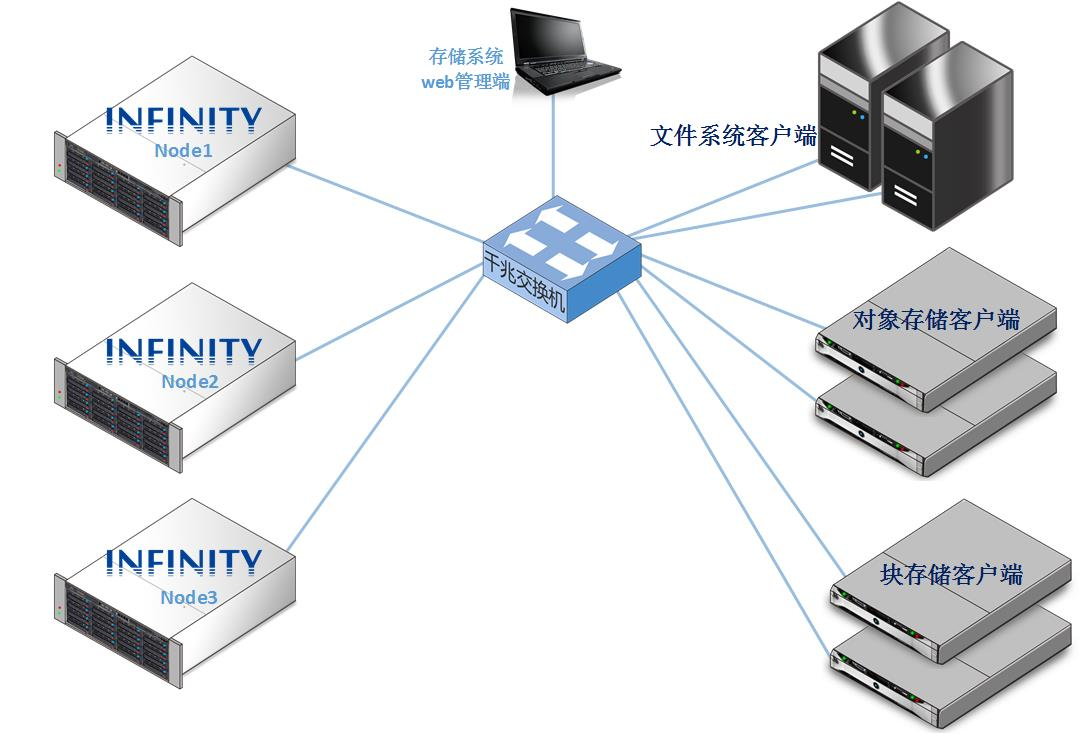 存储系统
web管理端
文件系统客户端
INFINITY
Node1
千兆交换机
INFINITY
Node2
对象存储客户端
INFINITY
Node3
块存储客户端